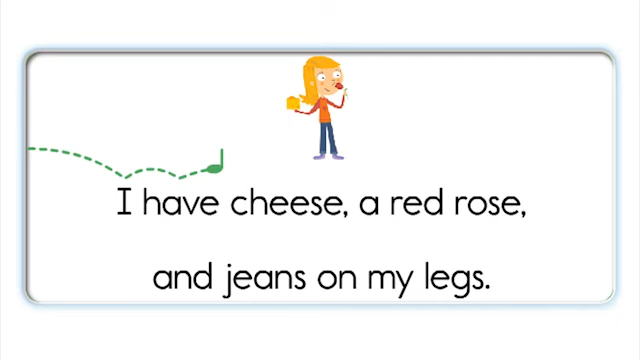 I have cheese, a red rose,
and jeans on my legs.